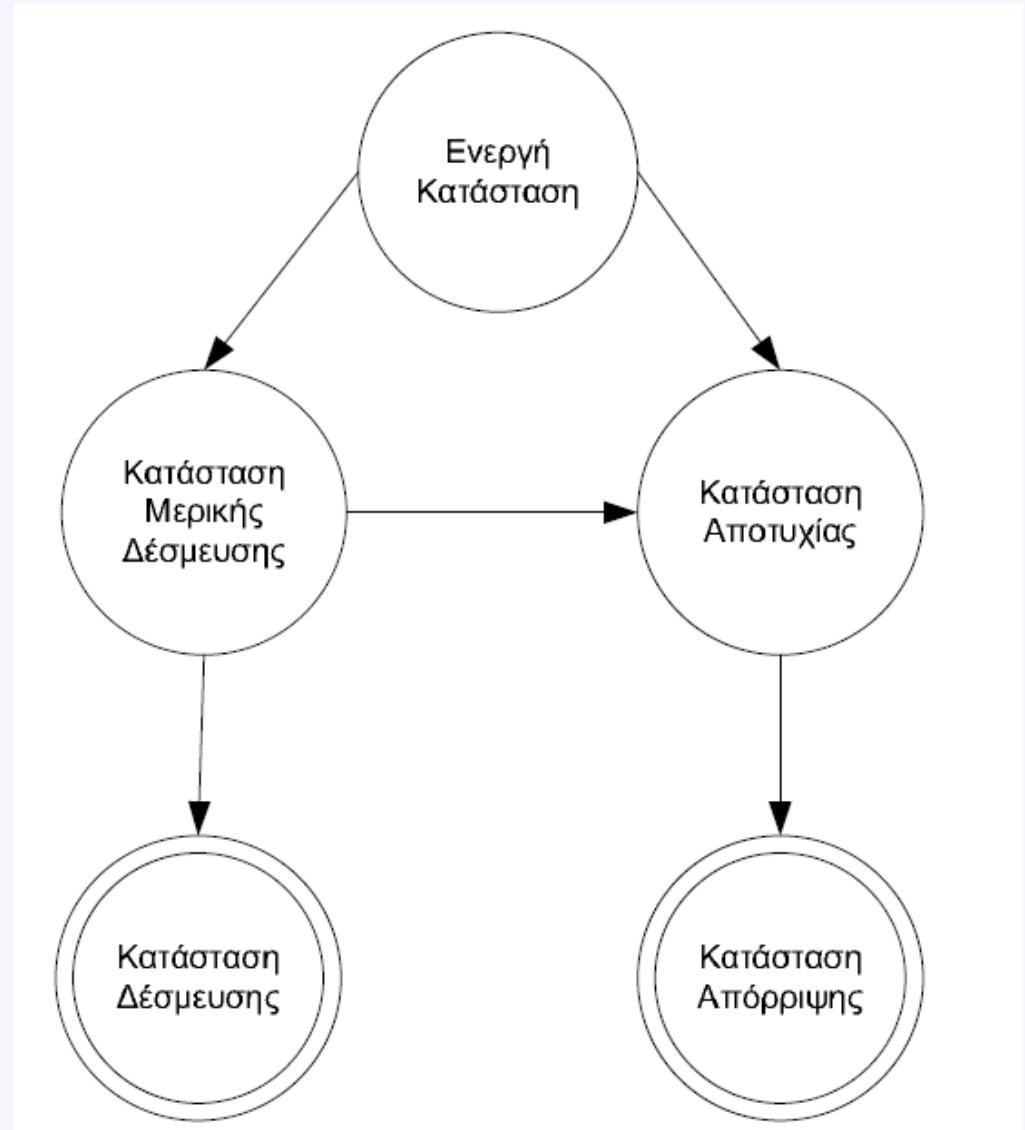 Ενεργή
Κατάσταση
Κατάσταση
Μερικής
Δέσμευσης
Κατάσταση
Αποτυχίας
Κατάσταση
Δέσμευσης
Κατάσταση
Απόρριψης